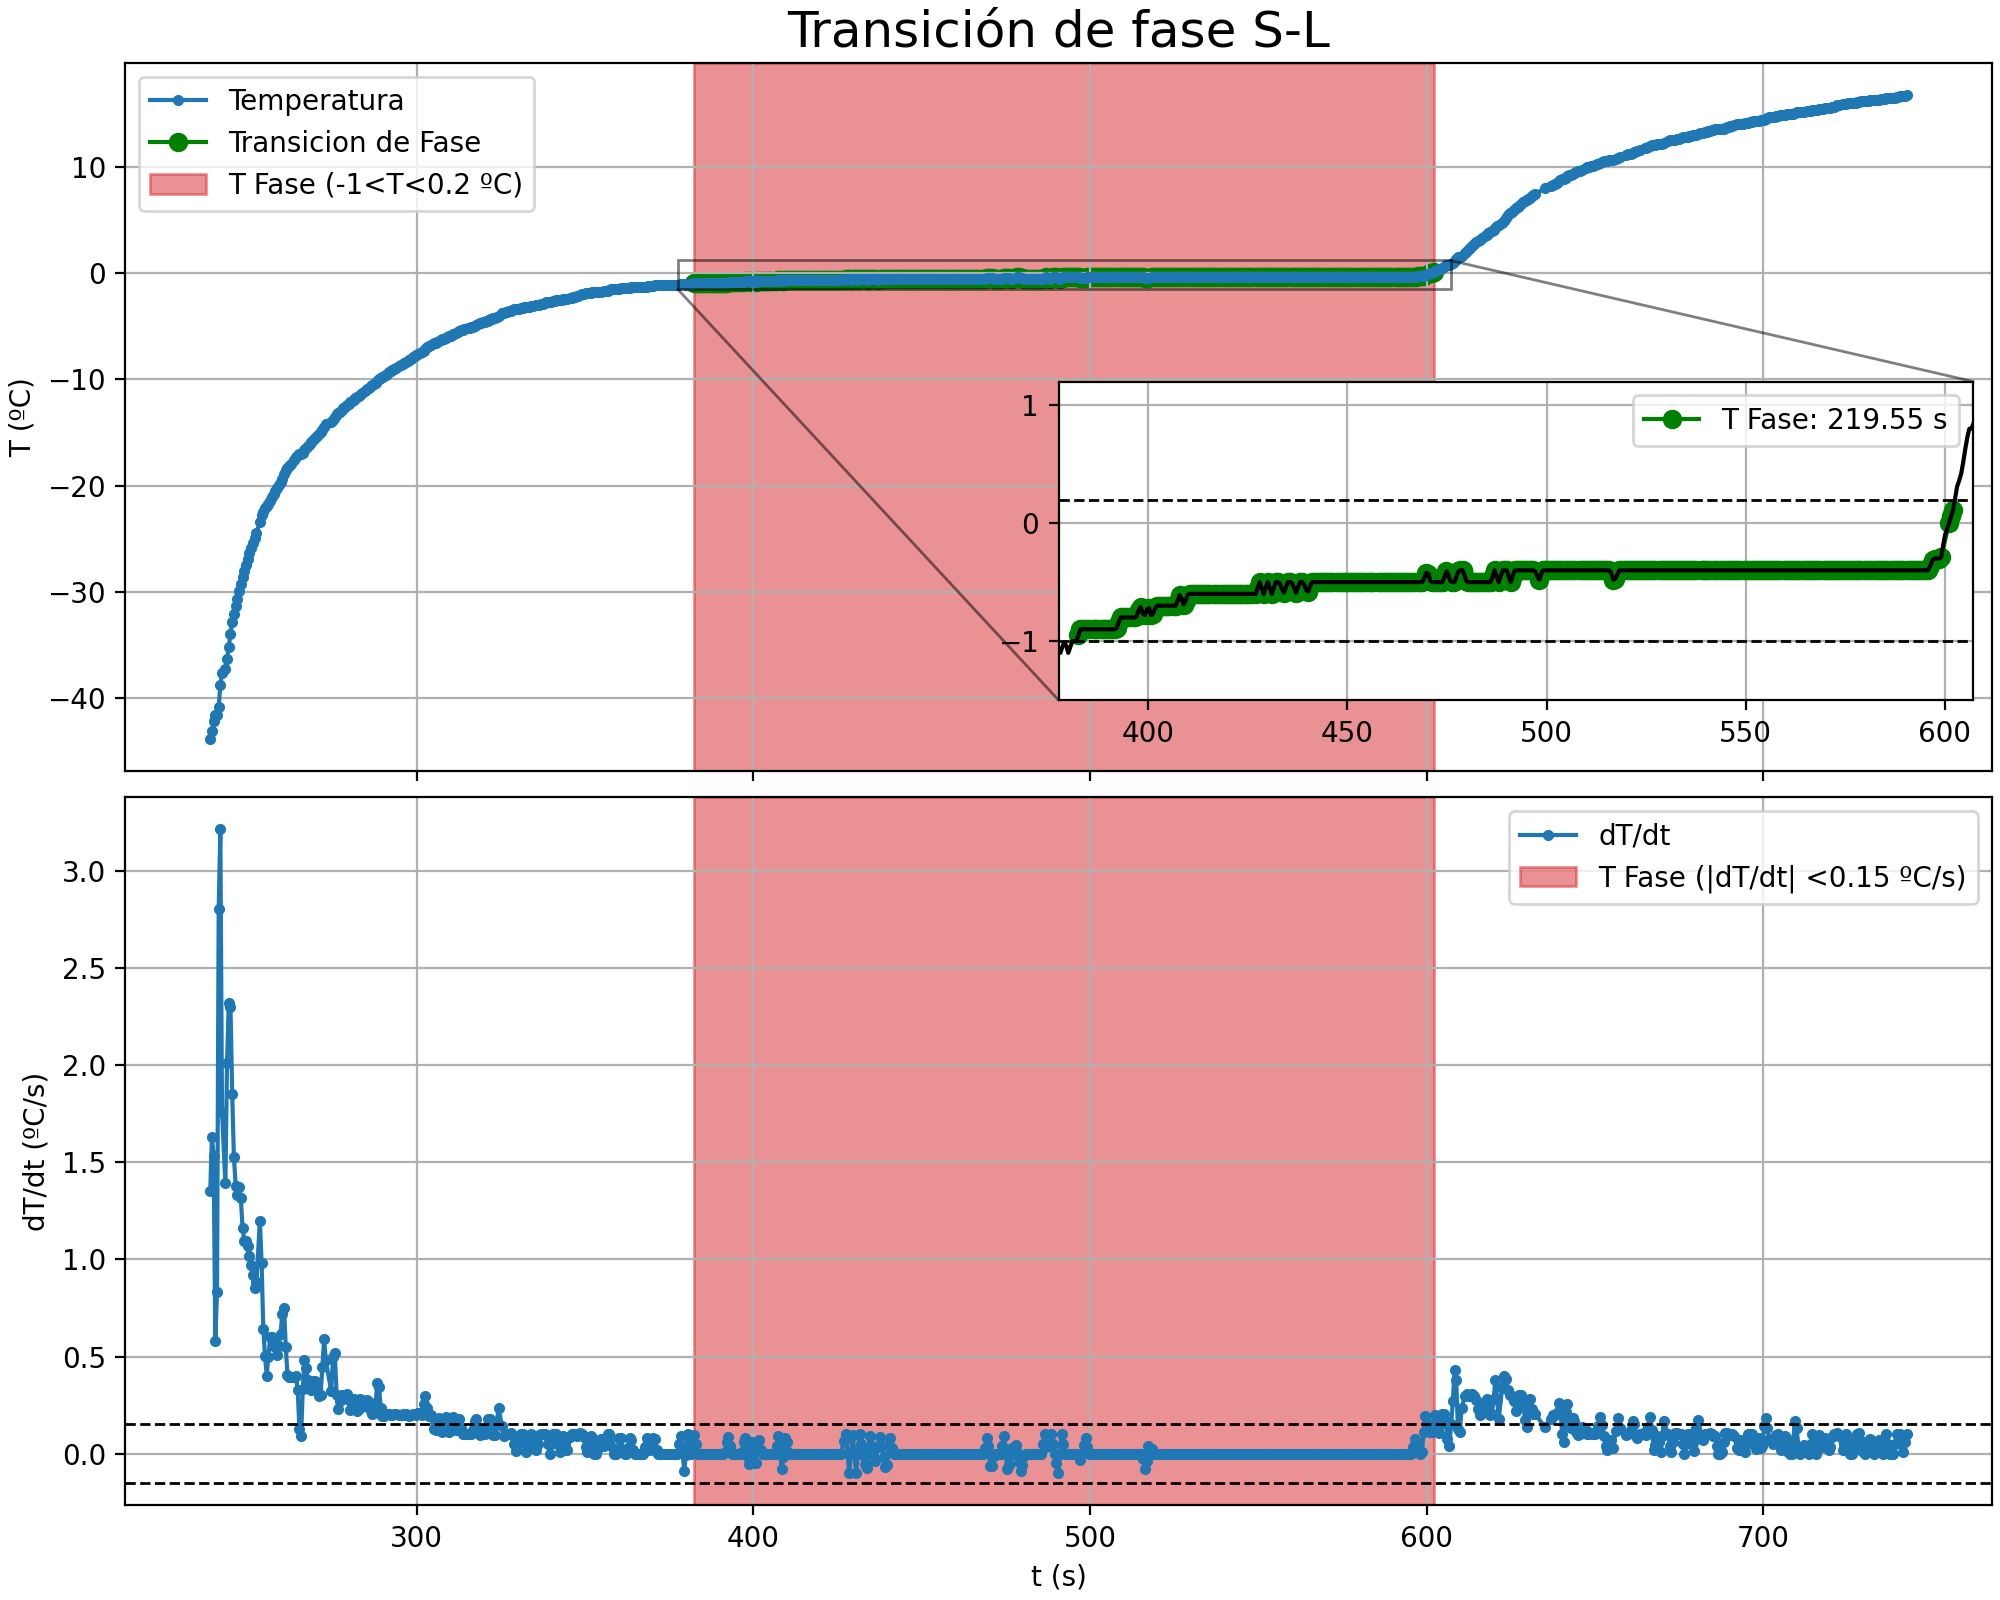 Transición de fase S-L
Temperatura
Transicion de Fase
T Fase (-1<T<0.2 ºC)
T (ºC)
10
0
−10
−20
−30
−40
T Fase: 219.55 s
1
0
−1
400 450 500 550 600
dT/dt
T Fase (|dT/dt| <0.15 ºC/s)
dT/dt (ºC/s)
3.0
2.5
2.0
1.5
1.0
0.5
0.0
300 400 500 600 700
t (s)